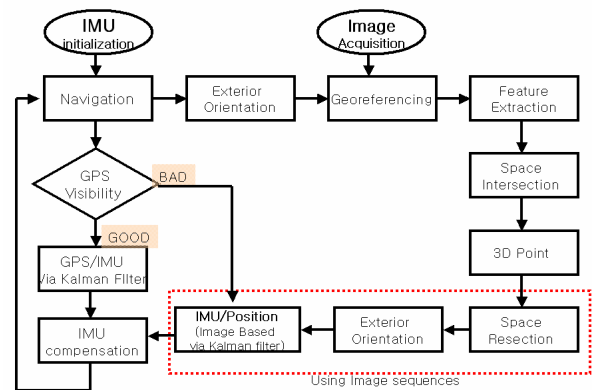 IMU
initialization
Image
Acquisition
Navigation
Exterior
Orientation
Georeferencing
Feature
Extraction
GPS
Visibility
BAD
Space
Intersection
GOOD
GPS/IMU
Via Kalman Filter
3D Point
IMU
compensation
IMU/Position
(Image Based
via Kalman filter)
Exterior
Orientation
Space
Resection
Using Image sequences